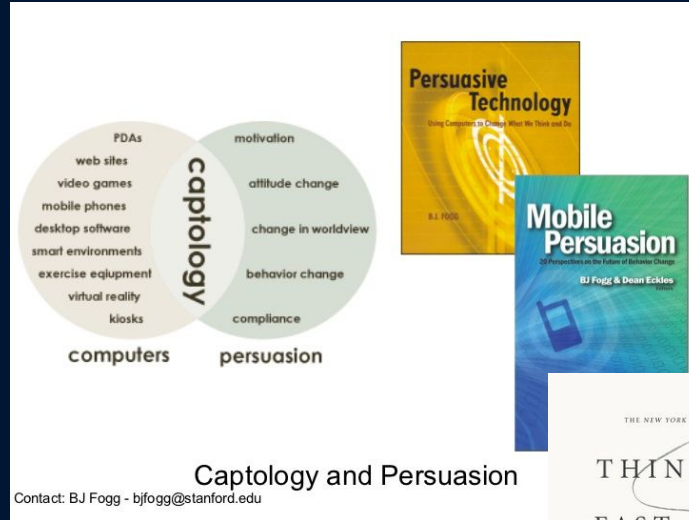 PDAs
web sites
video games
mobile phones
desktop software
smart environments
exercise eqiupment
virtual reality
kiosks
computers
captology
motivation
attitude change
change in worldview
behavior change
compliance
persuasion
Persuasive
Technology
Using Computers to Change What We Think and Do
B.J. FOGG
Mobile
Persuasion
20 Perspectives on the Future of Behavior Change
BJ Fogg & Dean Eckles
THE NEW YORK
THIN
FAST
Captology and Persuasion
Contact: BJ Fogg - bjfogg@stanford.edu